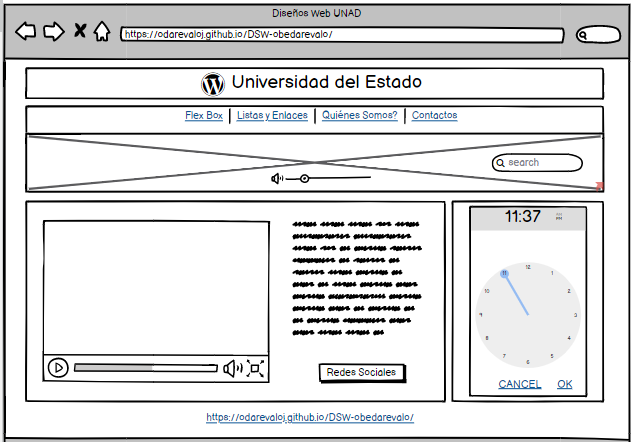 Diseños Web UNAD
https://odarevaloj.github.io/DSW-obedarevalo/
Universidad del Estado
Flex Box | Listas y Enlaces | Quiénes Somos? | Contactos
search
11:37
12
11
1
10
2
9
3
8
4
7
5
6
Redes Sociales
CANCEL OK
https://odarevaloj.github.io/DSW-obedarevalo/